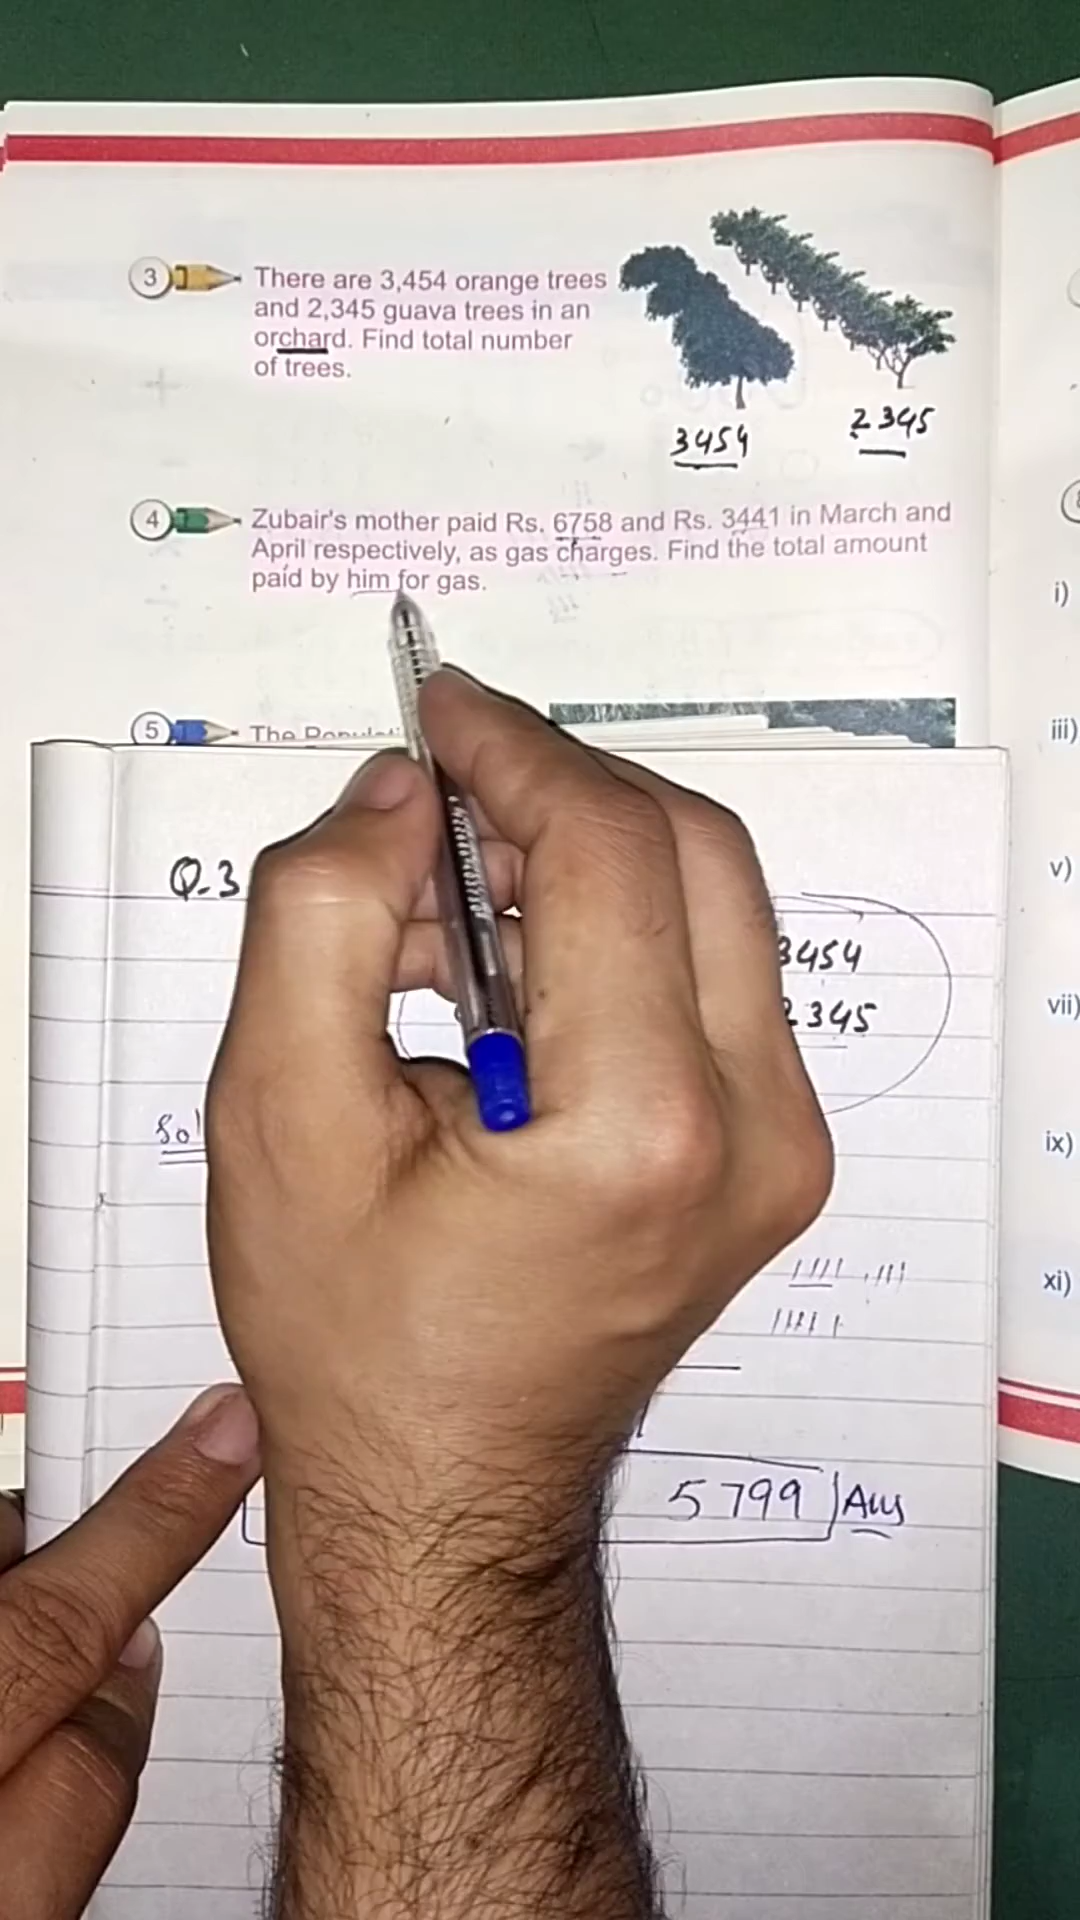 3
There are 3,454 orange trees
and 2,345 guava trees in an
orchard. Find total number
of trees.
3454
2345
4
Zubair's mother paid Rs. 6758 and Rs. 3441 in March and
April respectively, as gas charges. Find the total amount
paid by him for gas.
i)
5
The
iii)
Q.3
v)
3454
vii)
2345
Sol
ix)
xi)
5799 Ans